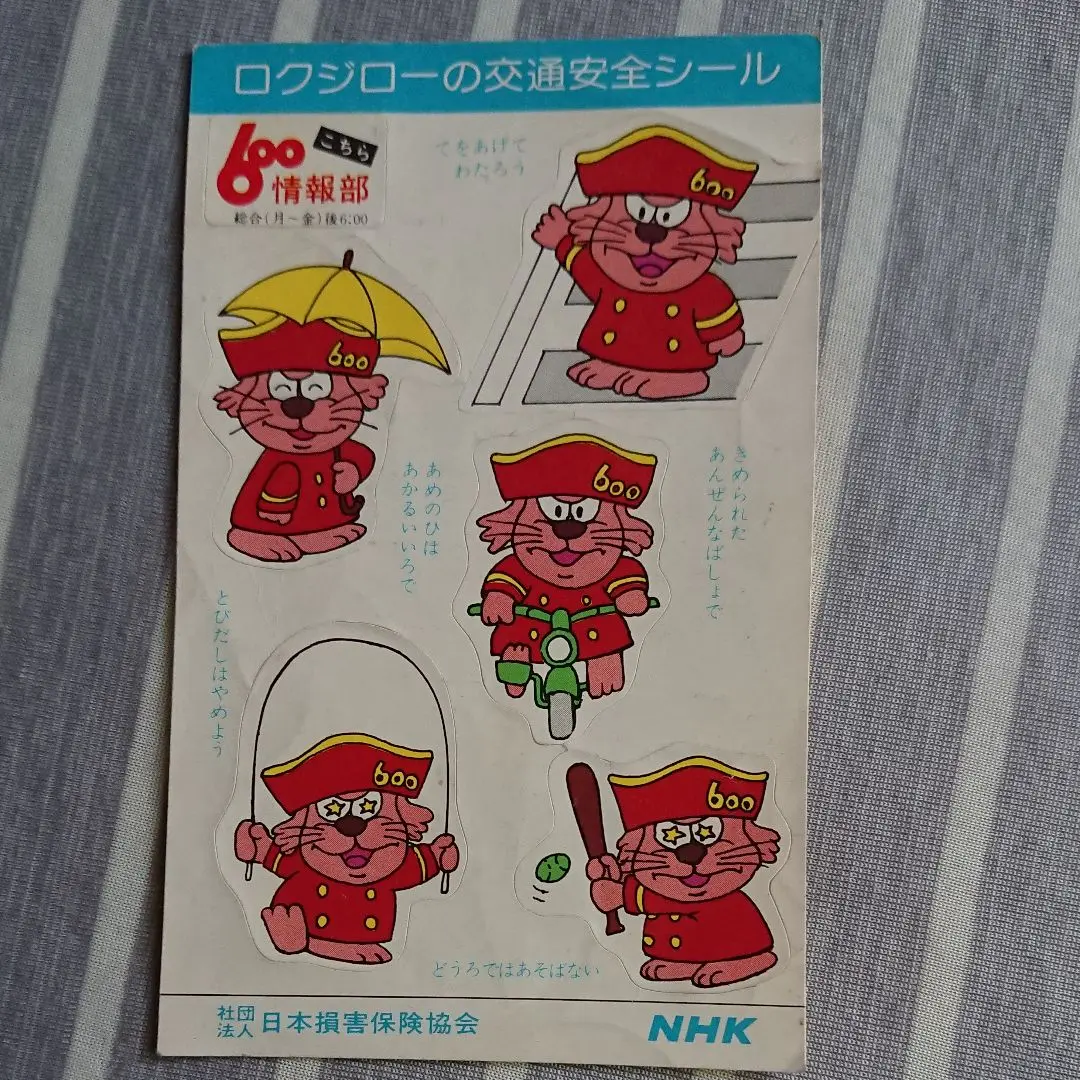 ロクジローの交通安全シール
600
こちら
情報部
総合(月〜金)後6:00
てをあげて
わたろう
600
600
あめのひは
あかるいいろで
600
きめられた
あんぜんなばしょで
とびだしはやめよう
600
600
どうろではあそばない
社団
法人
日本損害保険協会
NHK